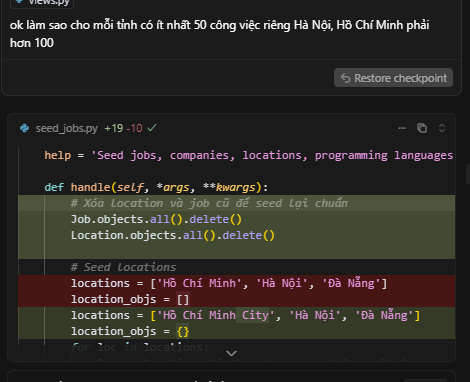 views.py
ok làm sao cho mỗi tỉnh có ít nhất 50 công việc riêng Hà Nội, Hồ Chí Minh phải
hơn 100
Restore checkpoint
seed_jobs.py +19 -10
help = 'Seed jobs, companies, locations, programming languages
def handle(self, *args, **kwargs):
# Xóa location và job cũ để seed lại chuẩn
Job.objects.all().delete()
Location.objects.all().delete()
# Seed Locations
locations = ['Hồ Chí Minh', 'Hà Nội', 'Đà Nẵng']
location_objs = []
locations = ['Hồ Chí Minh City', 'Hà Nội', 'Đà Nẵng']
location_objs = {}
for loc in locations: